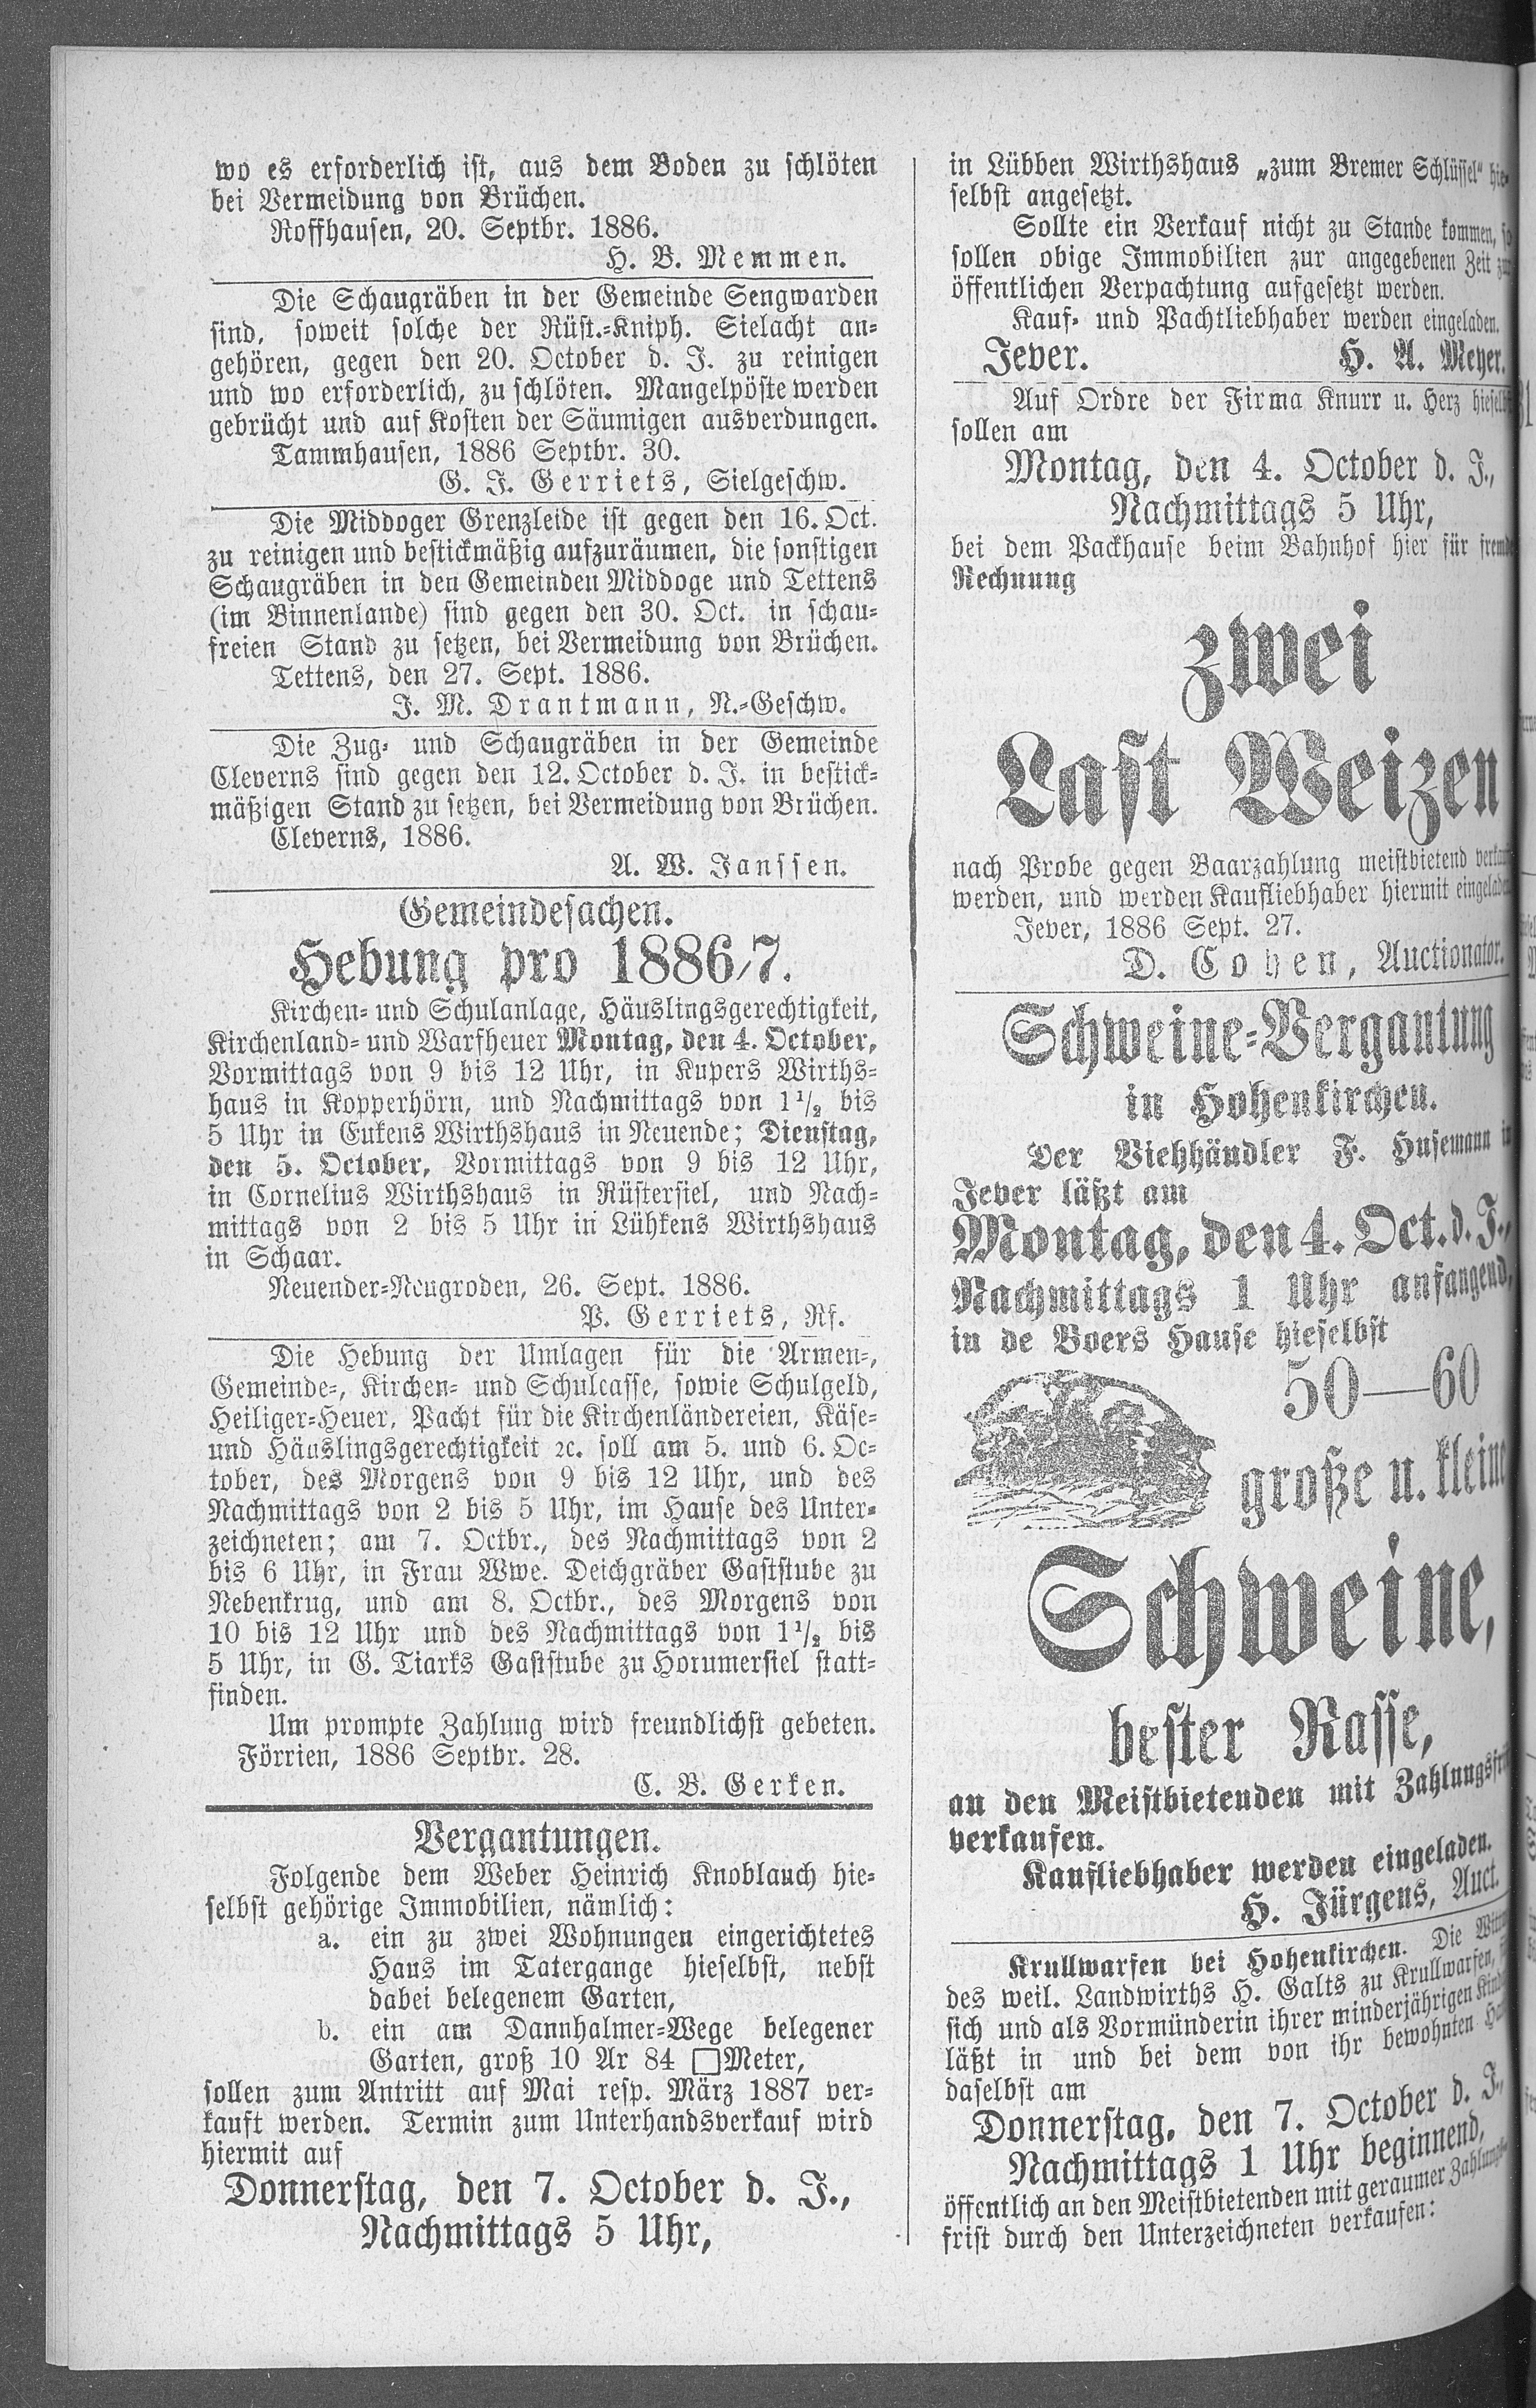 wo es erforderlich ist, aus dem Boden zu schlöten
bei Vermeidung von Brüchen.
Roffhausen, 20. Septbr. 1886.
H. B. Memmen.
Die Schaugräben in der Gemeinde Sengwarden
sind, soweit solche der Rüst.-Kniph. Sielacht an-
gehören, gegen den 20. October d. J. zu reinigen
und wo erforderlich, zu schlöten. Mangelpöste werden
gebrücht und auf Kosten der Säumigen ausverdungen.
Tammhausen, 1886 Septbr. 30.
G. J. Gerriets, Sielgeschw.
Die Middoger Grenzleide ist gegen den 16. Oct.
zu reinigen und bestickmäßig aufzuräumen, die sonstigen
Schaugräben in den Gemeinden Middoge und Tettens
(im Binnenlande) sind gegen den 30. Oct. in schau-
freien Stand zu setzen, bei Vermeidung von Brüchen.
Tettens, den 27. Sept. 1886.
J. M. Drantmann, N.-Geschw.
Die Zug- und Schaugräben in der Gemeinde
Cleverns sind gegen den 12. October d. J. in bestick-
mäßigen Stand zu setzen, bei Vermeidung von Brüchen.
Cleverns, 1886.
A. W. Janssen.
Gemeindesachen.
Hebung pro 1886/7.
Kirchen- und Schulanlage, Häuslingsgerechtigkeit,
Kirchenland- und Warfheuer Montag, den 4. October,
Vormittags von 9 bis 12 Uhr, in Kupers Wirths-
haus in Kopperhörn, und Nachmittags von 1 1/2 bis
5 Uhr in Eukens Wirthshaus in Neuende; Dienstag,
den 5. October, Vormittags von 9 bis 12 Uhr,
in Cornelius Wirthshaus in Rüstersiel, und Nach-
mittags von 2 bis 5 Uhr in Lühkens Wirthshaus
in Schaar.
Neuender-Neugroden, 26. Sept. 1886.
P. Gerriets, Rf.
Die Hebung der Umlagen für die Armen-,
Gemeinde-, Kirchen- und Schulcasse, sowie Schulgeld,
Heiliger-Heuer, Pacht für die Kirchenländereien, Käse-
und Häuslingsgerechtigkeit ꝛc. soll am 5. und 6. Oc-
tober, des Morgens von 9 bis 12 Uhr, und des
Nachmittags von 2 bis 5 Uhr, im Hause des Unter-
zeichneten; am 7. Octbr., des Nachmittags von 2
bis 6 Uhr, in Frau Wwe. Deichgräber Gaststube zu
Nebenkrug, und am 8. Octbr., des Morgens von
10 bis 12 Uhr und des Nachmittags von 1 1/2 bis
5 Uhr, in G. Tiarks Gaststube zu Horumersiel statt-
finden.
Um prompte Zahlung wird freundlichst gebeten.
Förrien, 1886 Septbr. 28.
C. B. Gerken.
Vergantungen.
Folgende dem Weber Heinrich Knoblauch hie-
selbst gehörige Immobilien, nämlich:
a. ein zu zwei Wohnungen eingerichtetes
Haus im Tatergange hieselbst, nebst
dabei belegenem Garten,
b. ein am Dannhalmer-Wege belegener
Garten, groß 10 Ar 84 □Meter,
sollen zum Antritt auf Mai resp. März 1887 ver-
kauft werden. Termin zum Unterhandsverkauf wird
hiermit auf
Donnerstag, den 7. October d. J.,
Nachmittags 5 Uhr,
in Lübben Wirthshaus „zum Bremer Schlüssel“ hie-
selbst angesetzt.
Sollte ein Verkauf nicht zu Stande kommen, so
sollen obige Immobilien zur angegebenen Zeit zur
öffentlichen Verpachtung aufgesetzt werden.
Kauf- und Pachtliebhaber werden eingeladen.
Jever. H. A. Meyer.
Auf Ordre der Firma Knurr u. Herz hieselbst
sollen am
Montag, den 4. October d. J.,
Nachmittags 5 Uhr,
bei dem Packhause beim Bahnhof hier für fremde
Rechnung
zwei
Last Weizen
nach Probe gegen Baarzahlung meistbietend verkauft
werden, und werden Kaufliebhaber hiermit eingeladen.
Jever, 1886 Sept. 27.
D. Cohen, Auctionator.
Schweine-Vergantung
in Hohenkirchen.
Der Viehhändler F. Husemann in
Jever läßt am
Montag, den 4. Oct. d. J.,
Nachmittags 1 Uhr anfangend,
in de Boers Hause hieselbst
50—60
große u. kleine
Schweine,
bester Rasse,
an den Meistbietenden mit Zahlungsfrist
verkaufen.
Kaufliebhaber werden eingeladen.
H. Jürgens, Auct.
Krullwarfen bei Hohenkirchen. Die Wittwe
des weil. Landwirths H. Galts zu Krullwarfen,
sich und als Vormünderin ihrer minderjährigen Kinder
läßt in und bei dem von ihr bewohnten
daselbst am
Donnerstag, den 7. October d. J.,
Nachmittags 1 Uhr beginnend,
öffentlich an den Meistbietenden mit geraumer Zahlungs-
frist durch den Unterzeichneten verkaufen: